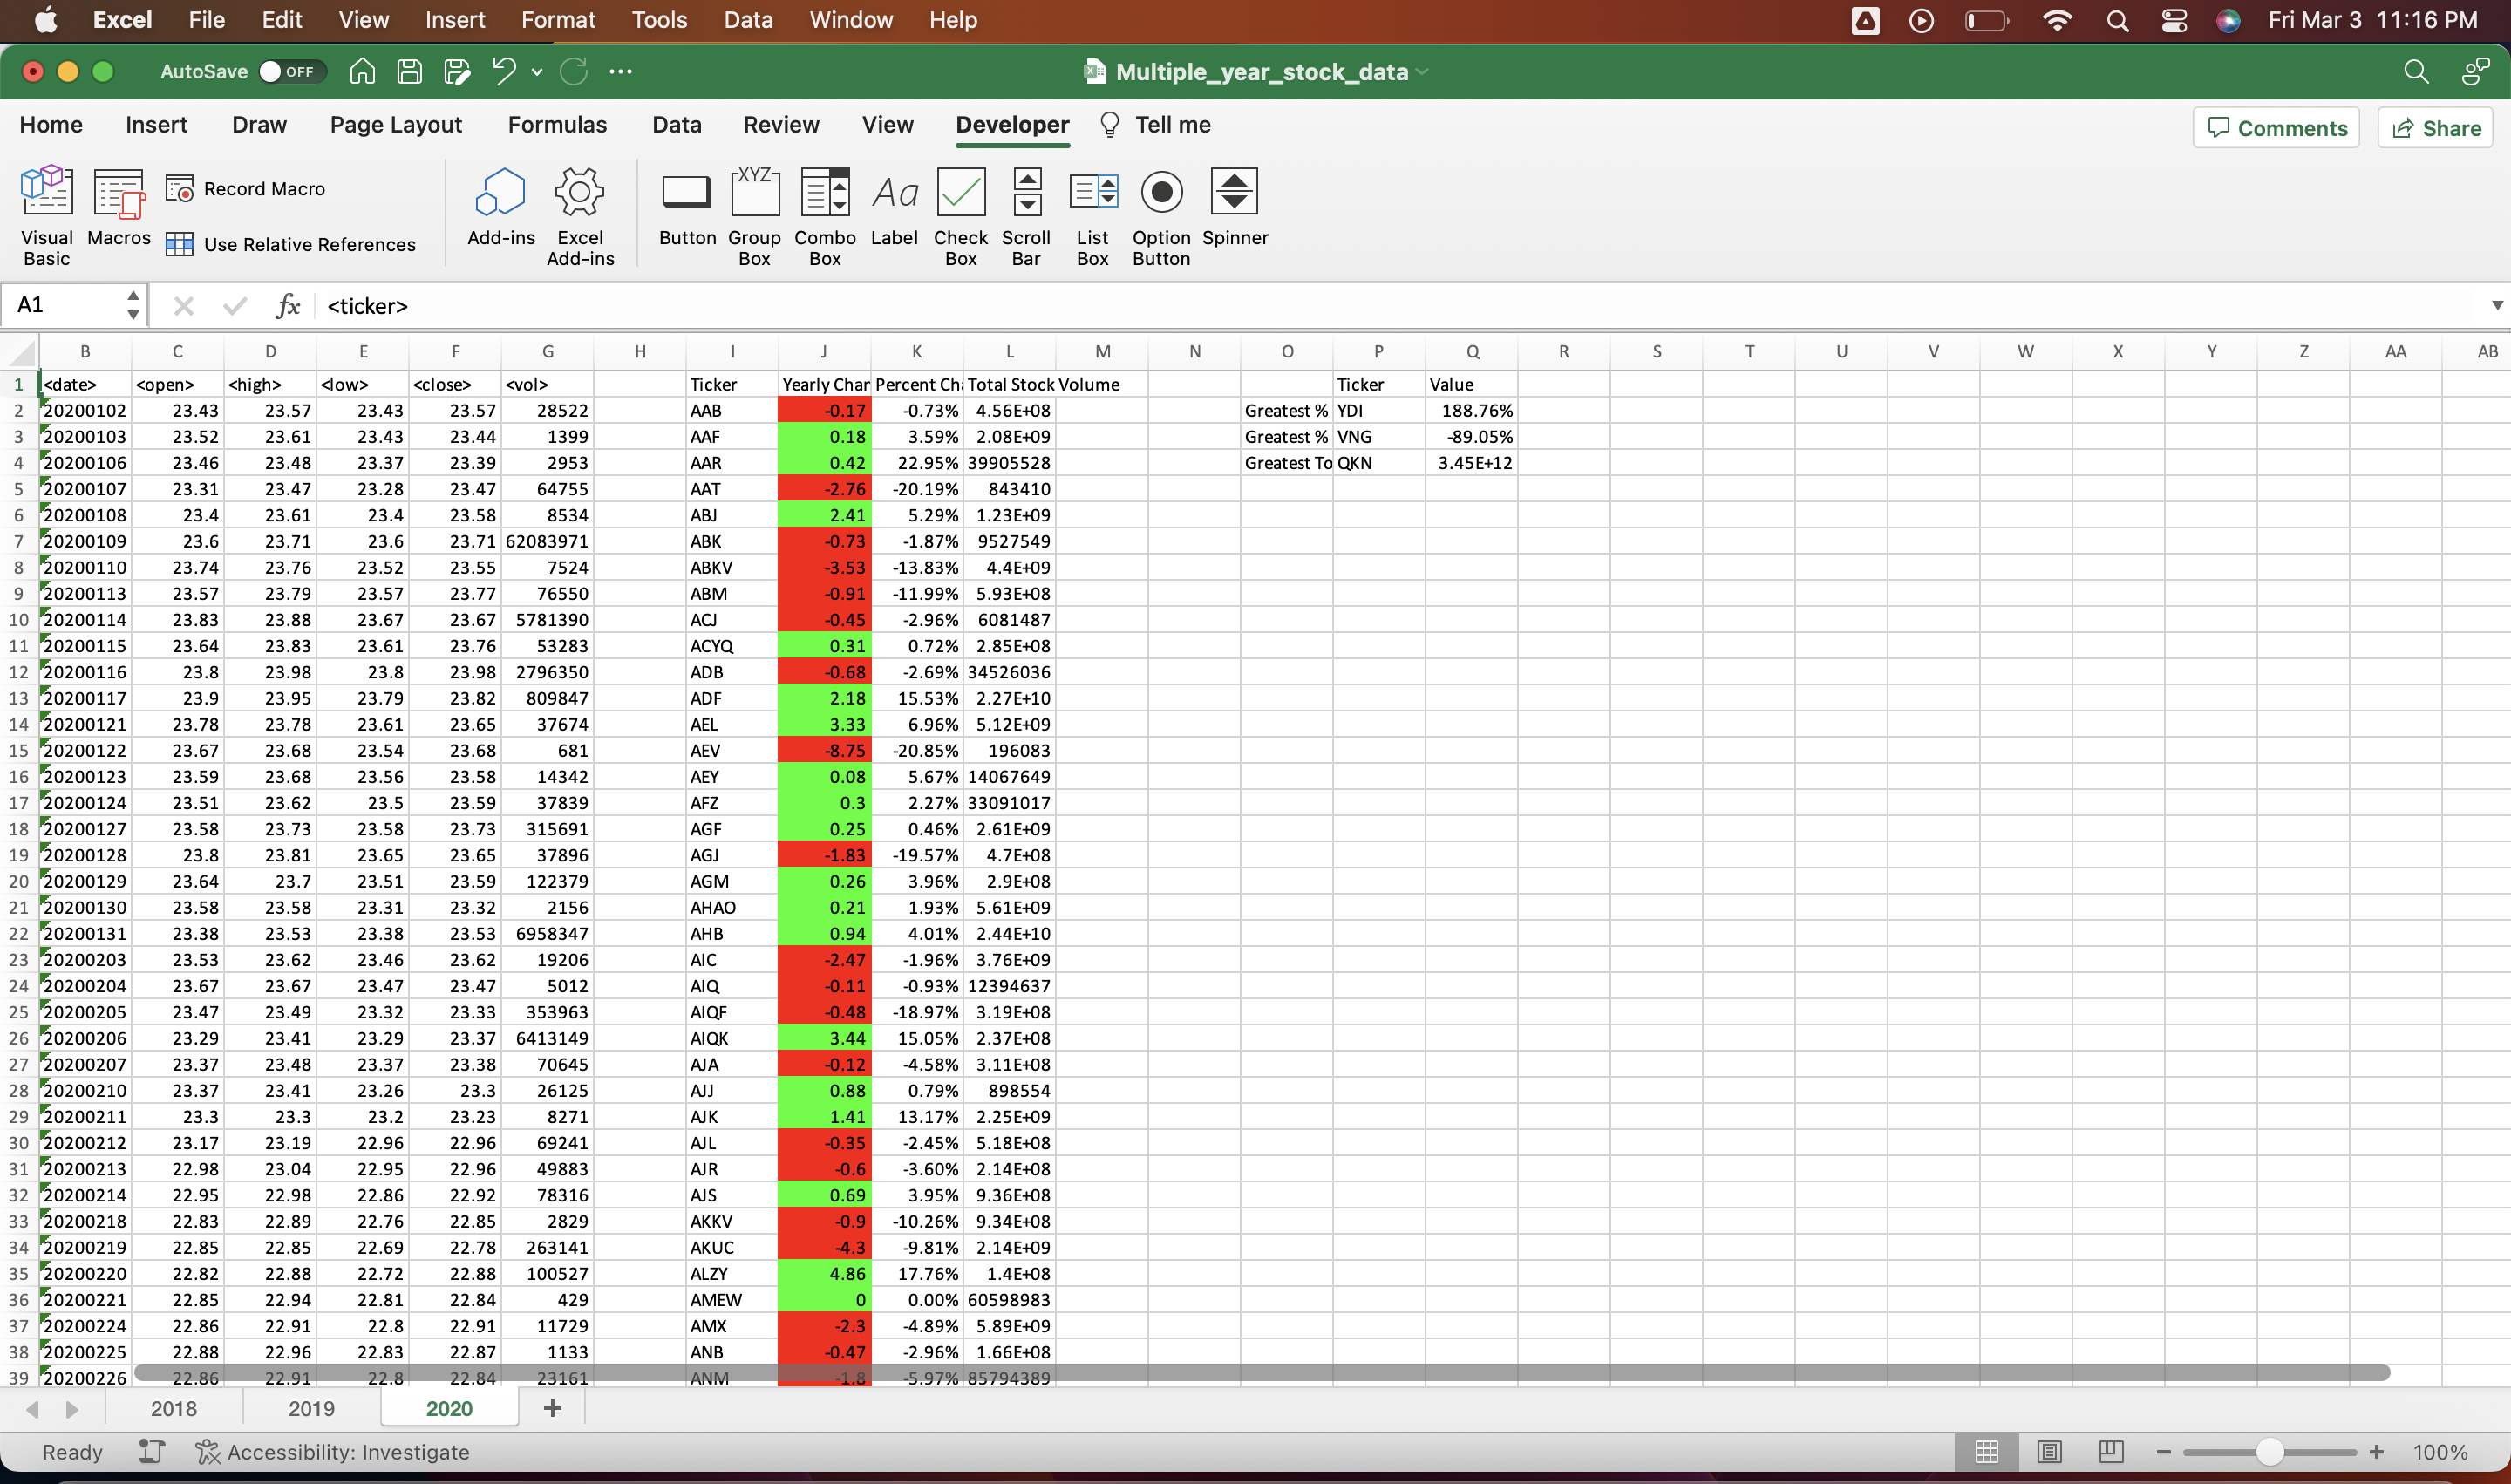 Excel File Edit View Insert Format Tools Data Window Help Fri Mar 3 11:16 PM
AutoSave OFF Multiple_year_stock_data
Home Insert Draw Page Layout Formulas Data Review View Developer Tell me Comments Share
Visual Basic Macros Record Macro Use Relative References Add-ins Excel Add-ins Button Group Box Combo Box Label Check Box Scroll Bar List Box Option Button Spinner
XYZ Aa
A1 fx <ticker>
B C D E F G H I J K L M N O P Q R S T U V W X Y Z AA AB
1 <date> <open> <high> <low> <close> <vol> Ticker Yearly Char Percent Ch Total Stock Volume Ticker Value
2 20200102 23.43 23.57 23.43 23.57 28522 AAB -0.17 -0.73% 4.56E+08 Greatest % YDI 188.76%
3 20200103 23.52 23.61 23.43 23.44 1399 AAF 0.18 3.59% 2.08E+09 Greatest % VNG -89.05%
4 20200106 23.46 23.48 23.37 23.39 2953 AAR 0.42 22.95% 39905528 Greatest To QKN 3.45E+12
5 20200107 23.31 23.47 23.28 23.47 64755 AAT -2.76 -20.19% 843410
6 20200108 23.4 23.61 23.4 23.58 8534 ABJ 2.41 5.29% 1.23E+09
7 20200109 23.6 23.71 23.6 23.71 62083971 ABK -0.73 -1.87% 9527549
8 20200110 23.74 23.76 23.52 23.55 7524 ABKV -3.53 -13.83% 4.4E+09
9 20200113 23.57 23.79 23.57 23.77 76550 ABM -0.91 -11.99% 5.93E+08
10 20200114 23.83 23.88 23.67 23.67 5781390 ACJ -0.45 -2.96% 6081487
11 20200115 23.64 23.83 23.61 23.76 53283 ACYQ 0.31 0.72% 2.85E+08
12 20200116 23.8 23.98 23.8 23.98 2796350 ADB -0.68 -2.69% 34526036
13 20200117 23.9 23.95 23.79 23.82 809847 ADF 2.18 15.53% 2.27E+10
14 20200121 23.78 23.78 23.61 23.65 37674 AEL 3.33 6.96% 5.12E+09
15 20200122 23.67 23.68 23.54 23.68 681 AEV -8.75 -20.85% 196083
16 20200123 23.59 23.68 23.56 23.58 14342 AEY 0.08 5.67% 14067649
17 20200124 23.51 23.62 23.5 23.59 37839 AFZ 0.3 2.27% 33091017
18 20200127 23.58 23.73 23.58 23.73 315691 AGF 0.25 0.46% 2.61E+09
19 20200128 23.8 23.81 23.65 23.65 37896 AGJ -1.83 -19.57% 4.7E+08
20 20200129 23.64 23.7 23.51 23.59 122379 AGM 0.26 3.96% 2.9E+08
21 20200130 23.58 23.58 23.31 23.32 2156 AHAO 0.21 1.93% 5.61E+09
22 20200131 23.38 23.53 23.38 23.53 6958347 AHB 0.94 4.01% 2.44E+10
23 20200203 23.53 23.62 23.46 23.62 19206 AIC -2.47 -1.96% 3.76E+09
24 20200204 23.67 23.67 23.47 23.47 5012 AIQ -0.11 -0.93% 12394637
25 20200205 23.47 23.49 23.32 23.33 353963 AIQF -0.48 -18.97% 3.19E+08
26 20200206 23.29 23.41 23.29 23.37 6413149 AIQK 3.44 15.05% 2.37E+08
27 20200207 23.37 23.48 23.37 23.38 70645 AJA -0.12 -4.58% 3.11E+08
28 20200210 23.37 23.41 23.26 23.3 26125 AJJ 0.88 0.79% 898554
29 20200211 23.3 23.3 23.2 23.23 8271 AJK 1.41 13.17% 2.25E+09
30 20200212 23.17 23.19 22.96 22.96 69241 AJL -0.35 -2.45% 5.18E+08
31 20200213 22.98 23.04 22.95 22.96 49883 AJR -0.6 -3.60% 2.14E+08
32 20200214 22.95 22.98 22.86 22.92 78316 AJS 0.69 3.95% 9.36E+08
33 20200218 22.83 22.89 22.76 22.85 2829 AKKV -0.9 -10.26% 9.34E+08
34 20200219 22.85 22.85 22.69 22.78 263141 AKUC -4.3 -9.81% 2.14E+09
35 20200220 22.82 22.88 22.72 22.88 100527 ALZY 4.86 17.76% 1.4E+08
36 20200221 22.85 22.94 22.81 22.84 429 AMEW 0 0.00% 60598983
37 20200224 22.86 22.91 22.8 22.91 11729 AMX -2.3 -4.89% 5.89E+09
38 20200225 22.88 22.96 22.83 22.87 1133 ANB -0.47 -2.96% 1.66E+08
39 20200226 22.86 22.91 22.8 22.84 23161 ANM -1.8 -5.97% 85794389
2018 2019 2020 +
Ready Accessibility: Investigate 100%